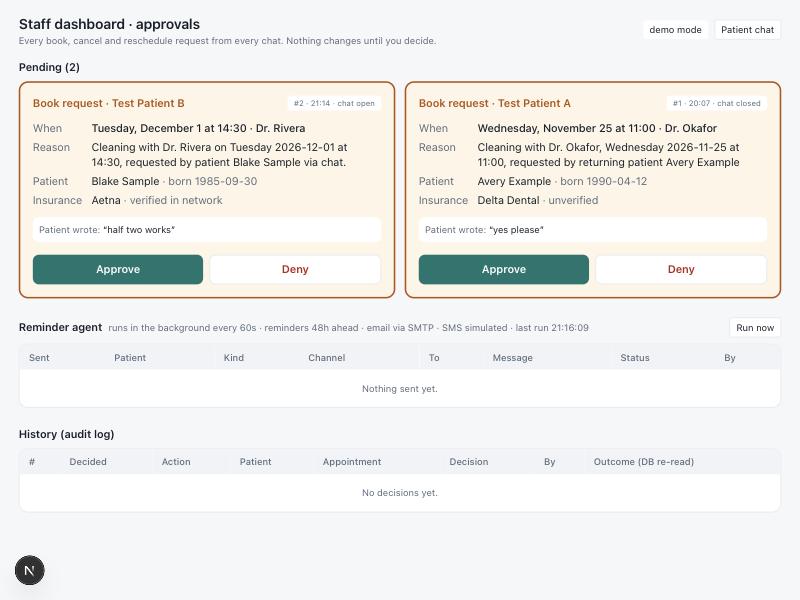 Staff dashboard · approvals
Every book, cancel and reschedule request from every chat. Nothing changes until you decide.
demo mode
Patient chat
Pending (2)
Book request · Test Patient B
#2 · 21:14 · chat open
When Tuesday, December 1 at 14:30 · Dr. Rivera
Reason Cleaning with Dr. Rivera on Tuesday 2026-12-01 at
14:30, requested by patient Blake Sample via chat.
Patient Blake Sample · born 1985-09-30
Insurance Aetna · verified in network
Patient wrote: “half two works”
Approve
Deny
Book request · Test Patient A
#1 · 20:07 · chat closed
When Wednesday, November 25 at 11:00 · Dr. Okafor
Reason Cleaning with Dr. Okafor, Wednesday 2026-11-25 at
11:00, requested by returning patient Avery Example
Patient Avery Example · born 1990-04-12
Insurance Delta Dental · unverified
Patient wrote: “yes please”
Approve
Deny
Reminder agent runs in the background every 60s · reminders 48h ahead · email via SMTP · SMS simulated · last run 21:16:09
Run now
Sent Patient Kind Channel To Message Status By
Nothing sent yet.
History (audit log)
# Decided Action Patient Appointment Decision By Outcome (DB re-read)
No decisions yet.
N